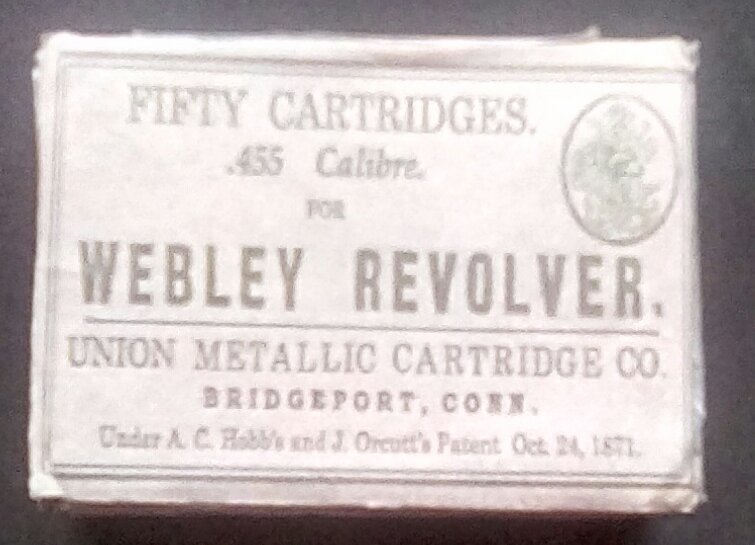 FIFTY CARTRIDGES.
.455 Calibre.
FOR
WEBLEY REVOLVER.
UNION METALLIC CARTRIDGE CO.
BRIDGEPORT, CONN.
Under A. C. Hobb's and J. Orcutt's Patent Oct. 24, 1871.